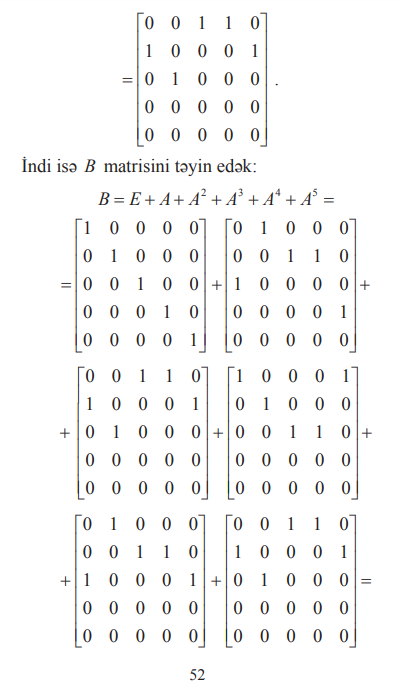 0 0 1 1 0
1 0 0 0 1
= 0 1 0 0 0 .
0 0 0 0 0
0 0 0 0 0
İndi isə B matrisini təyin edək:
B = E + A + A² + A³ + A⁴ + A⁵ =
1 0 0 0 0 0 1 0 0 0
0 1 0 0 0 0 0 1 1 0
= 0 0 1 0 0 + 1 0 0 0 0 +
0 0 0 1 0 0 0 0 0 1
0 0 0 0 1 0 0 0 0 0
0 0 1 1 0 1 0 0 0 1
1 0 0 0 1 0 1 0 0 0
+ 0 1 0 0 0 + 0 0 1 1 0 +
0 0 0 0 0 0 0 0 0 0
0 0 0 0 0 0 0 0 0 0
0 1 0 0 0 0 0 1 1 0
0 0 1 1 0 1 0 0 0 1
+ 1 0 0 0 1 + 0 1 0 0 0 =
0 0 0 0 0 0 0 0 0 0
0 0 0 0 0 0 0 0 0 0
52